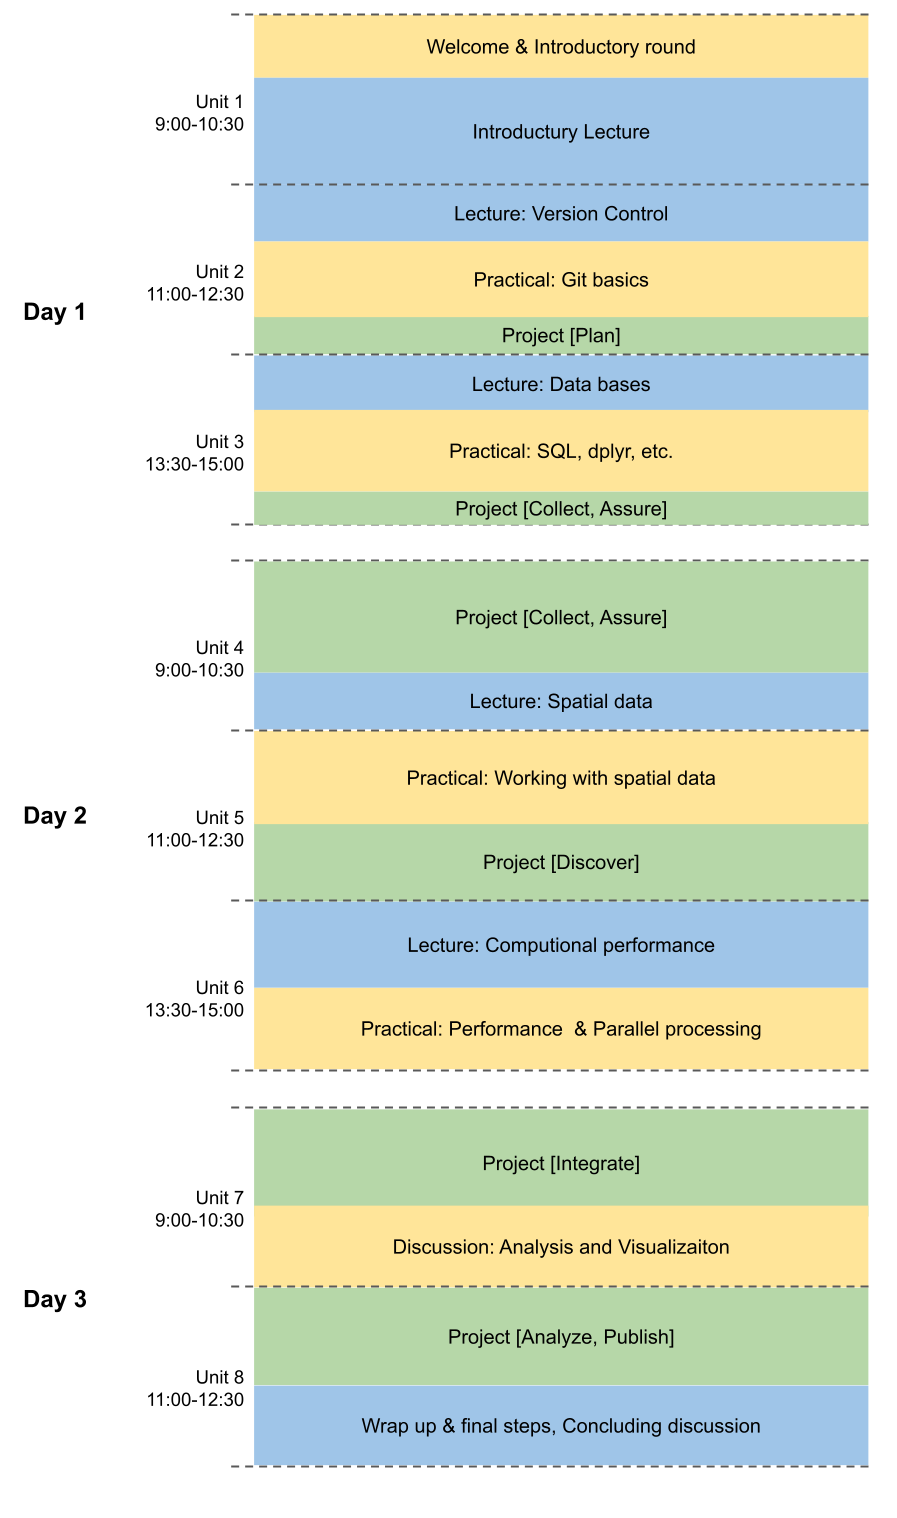 Day 1
Unit 1
9:00-10:30
Welcome & Introductory round
Introductury Lecture
Unit 2
11:00-12:30
Lecture: Version Control
Practical: Git basics
Project [Plan]
Unit 3
13:30-15:00
Lecture: Data bases
Practical: SQL, dplyr, etc.
Project [Collect, Assure]
Day 2
Unit 4
9:00-10:30
Project [Collect, Assure]
Lecture: Spatial data
Unit 5
11:00-12:30
Practical: Working with spatial data
Project [Discover]
Unit 6
13:30-15:00
Lecture: Computional performance
Practical: Performance  & Parallel processing
Day 3
Unit 7
9:00-10:30
Project [Integrate]
Discussion: Analysis and Visualizaiton
Unit 8
11:00-12:30
Project [Analyze, Publish]
Wrap up & final steps, Concluding discussion